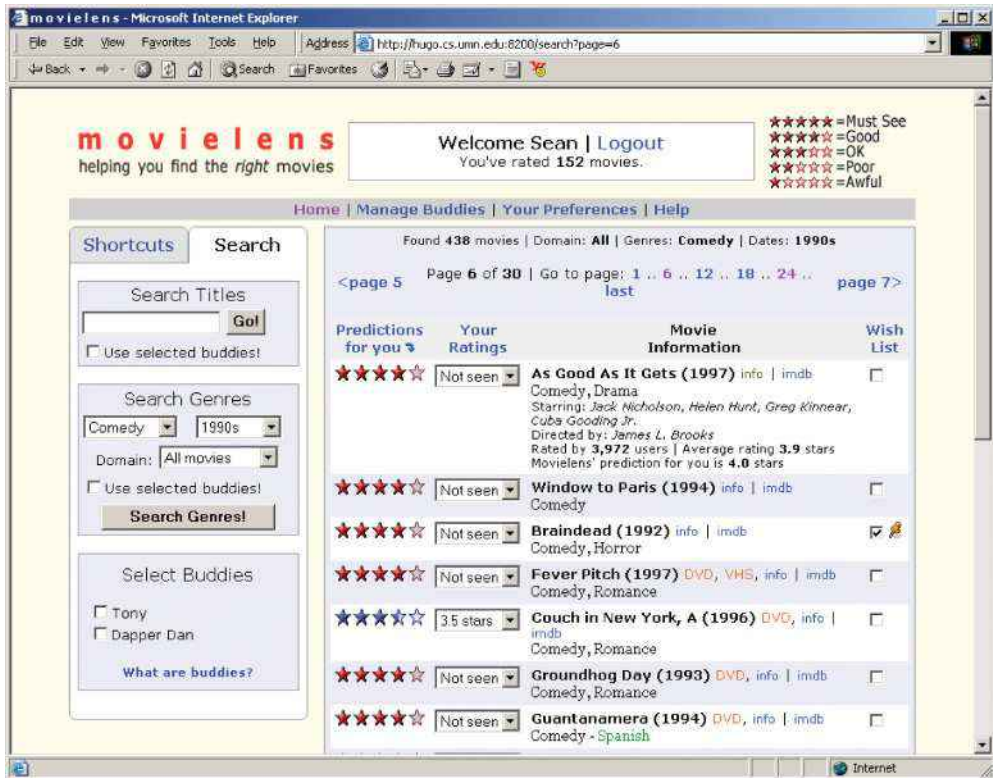 movielens - Microsoft Internet Explorer
File Edit View Favorites Tools Help Address http://hugo.cs.umn.edu:8200/search?page=6
Back Search Favorites
movielens
helping you find the right movies
Welcome Sean | Logout
You've rated 152 movies.
★★★★★ =Must See
★★★★☆ =Good
★★★☆☆ =OK
★★☆☆☆ =Poor
★☆☆☆☆ =Awful
Home | Manage Buddies | Your Preferences | Help
Shortcuts Search
Search Titles
Go!
Use selected buddies!
Search Genres
Comedy 1990s
Domain: All movies
Use selected buddies!
Search Genres!
Select Buddies
Tony
Dapper Dan
What are buddies?
Found 438 movies | Domain: All | Genres: Comedy | Dates: 1990s
<page 5 Page 6 of 30 | Go to page: 1 .. 6 .. 12 .. 18 .. 24 .. page 7>
last
Predictions Your Movie Wish
for you Ratings Information List
Not seen As Good As It Gets (1997) info | imdb
Comedy, Drama
Starring: Jack Nicholson, Helen Hunt, Greg Kinnear,
Cuba Gooding Jr.
Directed by: James L. Brooks
Rated by 3,972 users | Average rating 3.9 stars
Movielens' prediction for you is 4.0 stars
Not seen Window to Paris (1994) info | imdb
Comedy
Not seen Braindead (1992) info | imdb
Comedy, Horror
Not seen Fever Pitch (1997) DVD, VHS, info | imdb
Comedy, Romance
3.5 stars Couch in New York, A (1996) DVD, info |
imdb
Comedy, Romance
Not seen Groundhog Day (1993) DVD, info | imdb
Comedy, Romance
Not seen Guantanamera (1994) DVD, info | imdb
Comedy - Spanish
Internet